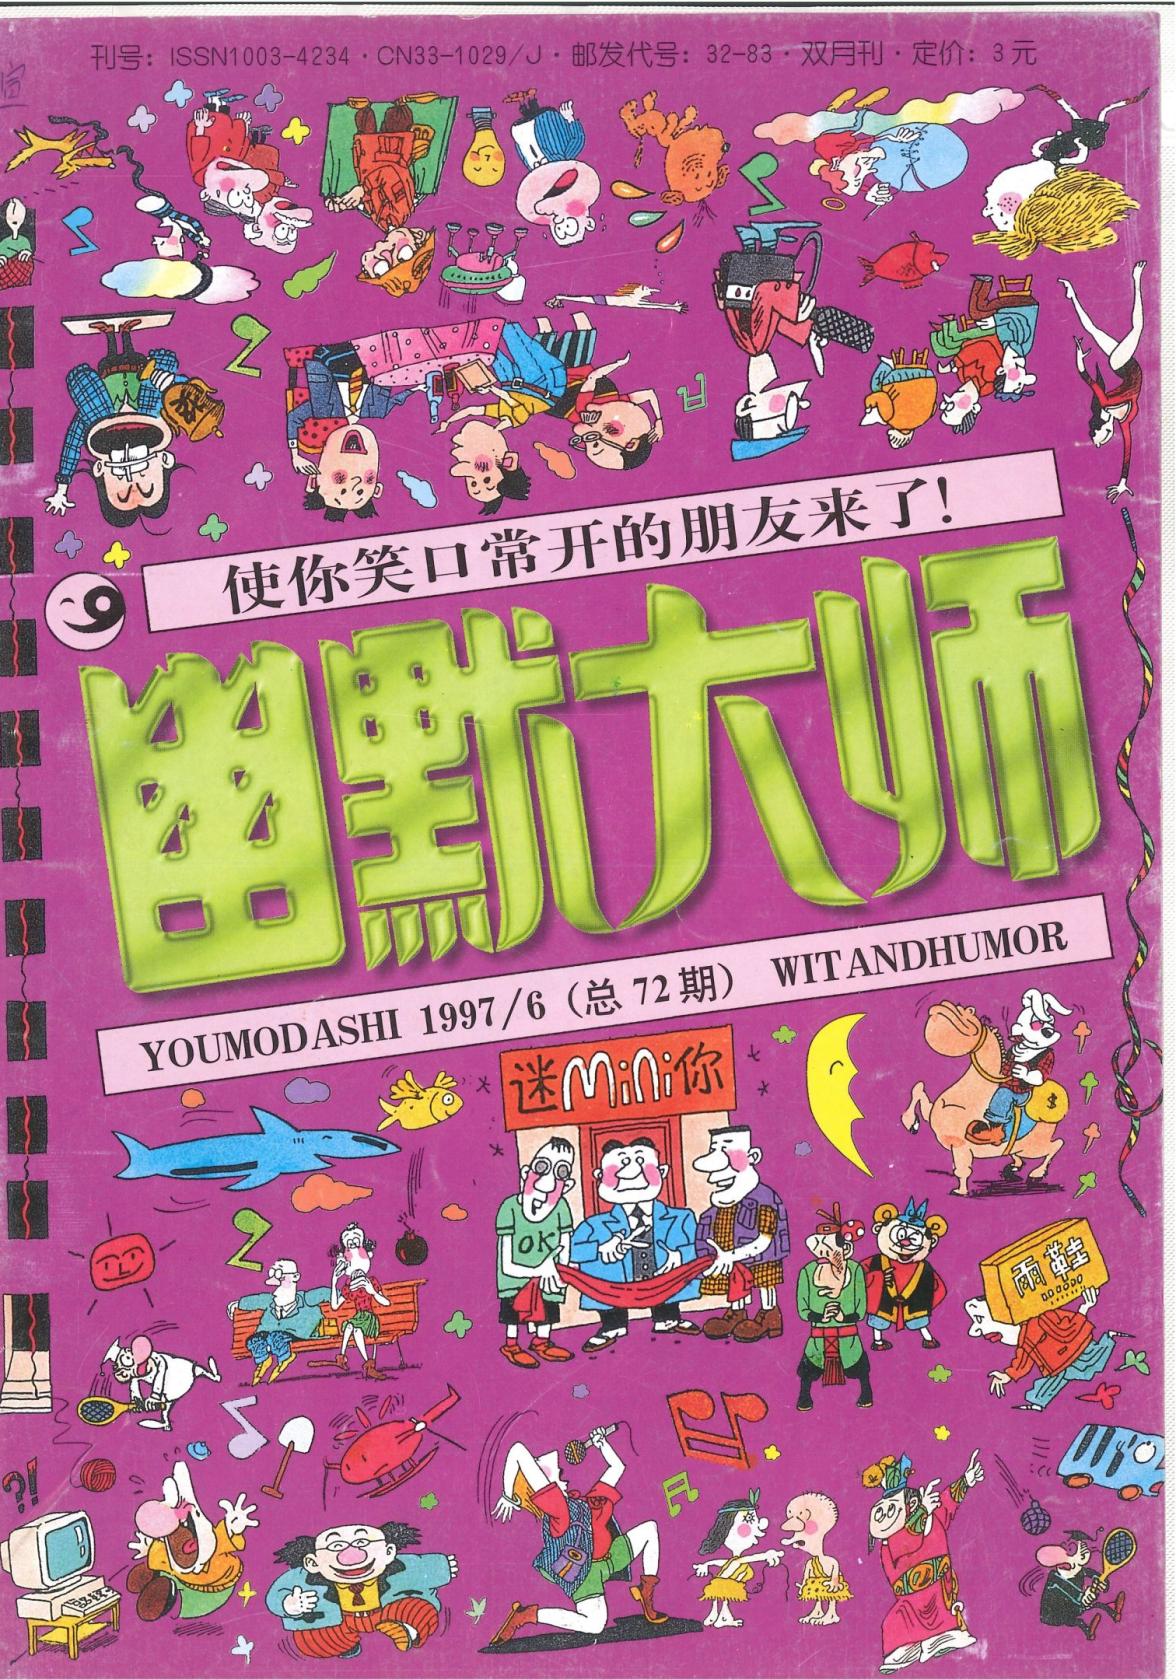 刊号：ISSN1003-4234·CN33-1029/J·邮发代号：32-83·双月刊·定价：3元
使你笑口常开的朋友来了！
幽默大师
YOUMODASHI 1997/6（总72期） WITANDHUMOR
迷MiNi你
OK
$
雨鞋
?!